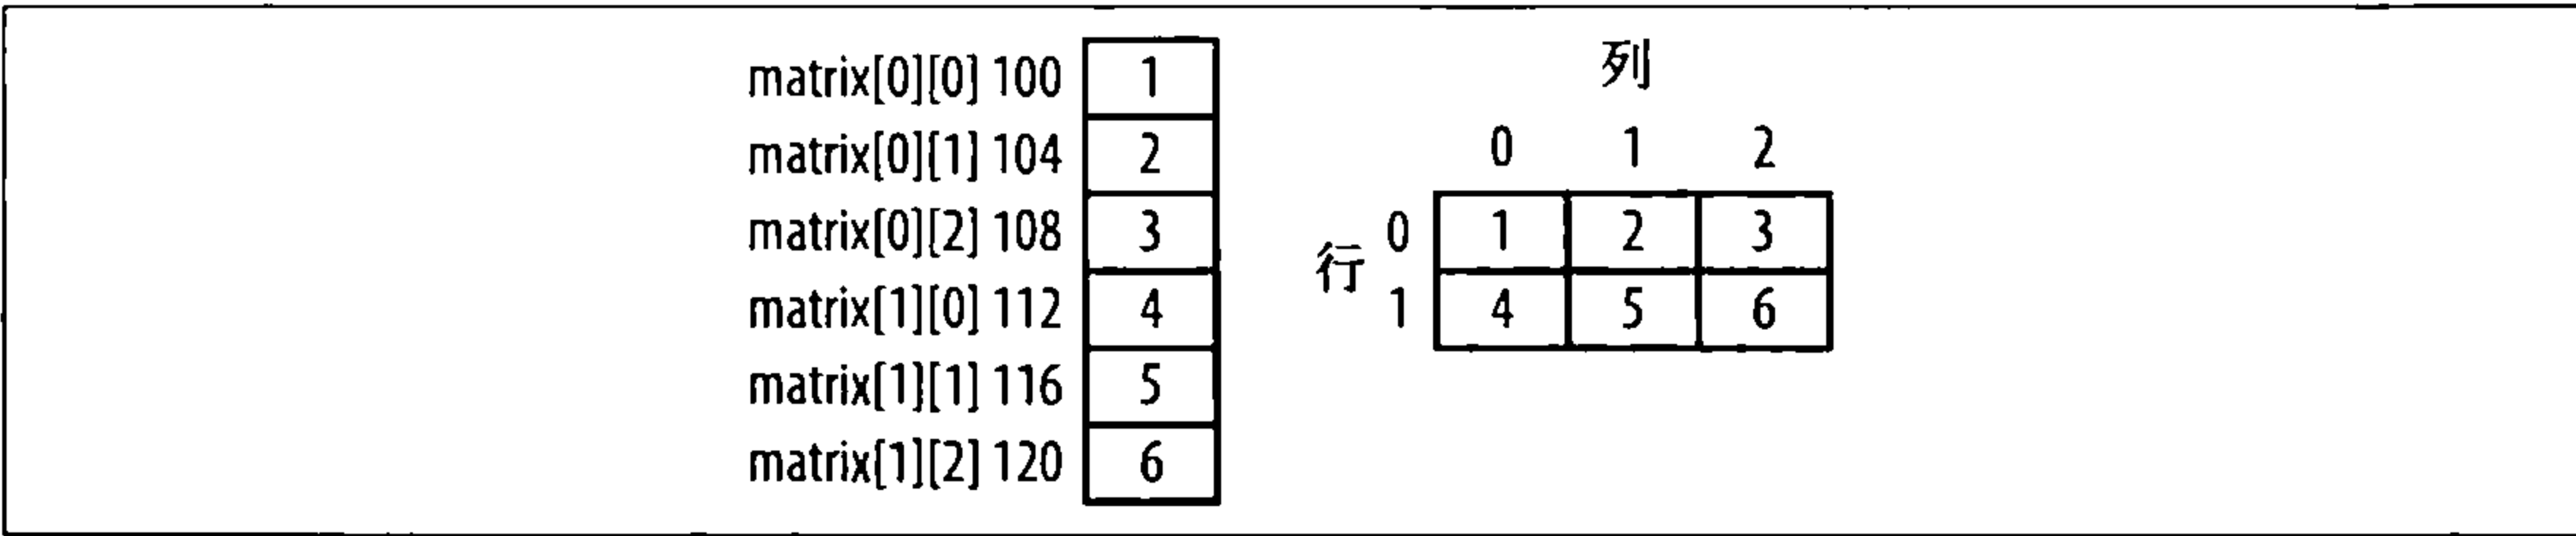 matrix[0][0] 100 1
matrix[0][1] 104 2
matrix[0][2] 108 3
matrix[1][0] 112 4
matrix[1][1] 116 5
matrix[1][2] 120 6
列
0 1 2
行
0 1 2 3
1 4 5 6